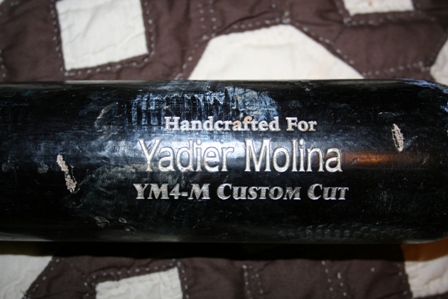 Handcrafted For
Yadier Molina
YM4-M Custom Cut